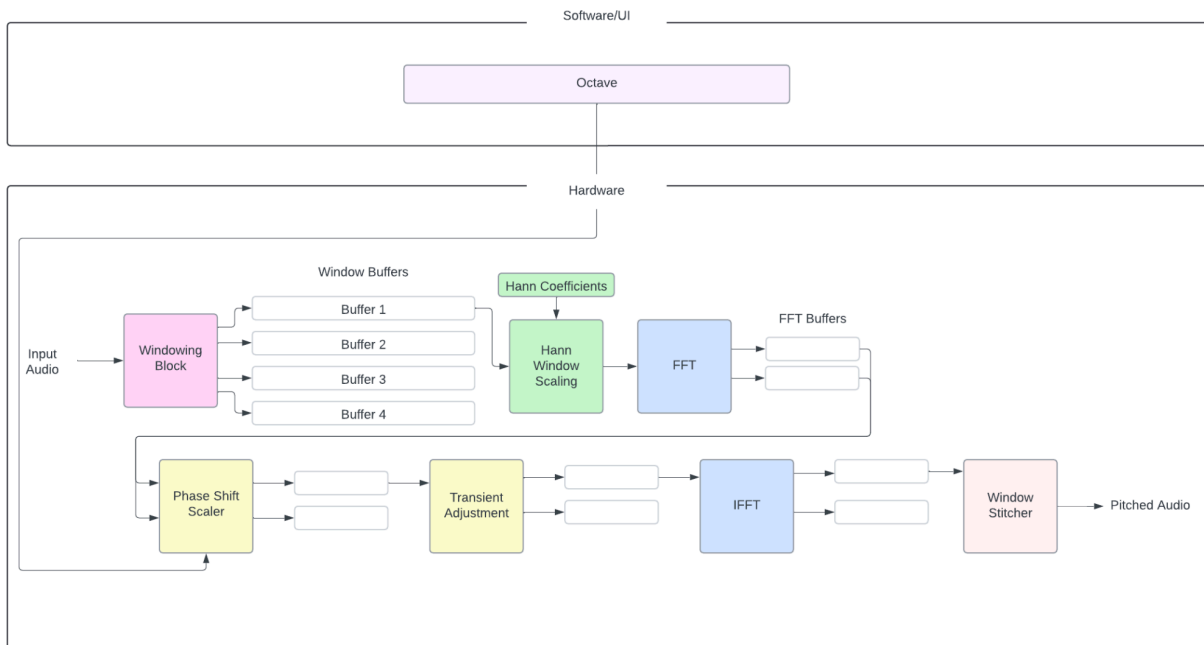 Software/UI
Octave
Hardware
Window Buffers
Hann Coefficients
FFT Buffers
Input
Audio
Windowing
Block
Buffer 1
Buffer 2
Buffer 3
Buffer 4
Hann
Window
Scaling
FFT
Phase Shift
Scaler
Transient
Adjustment
IFFT
Window
Stitcher
Pitched Audio